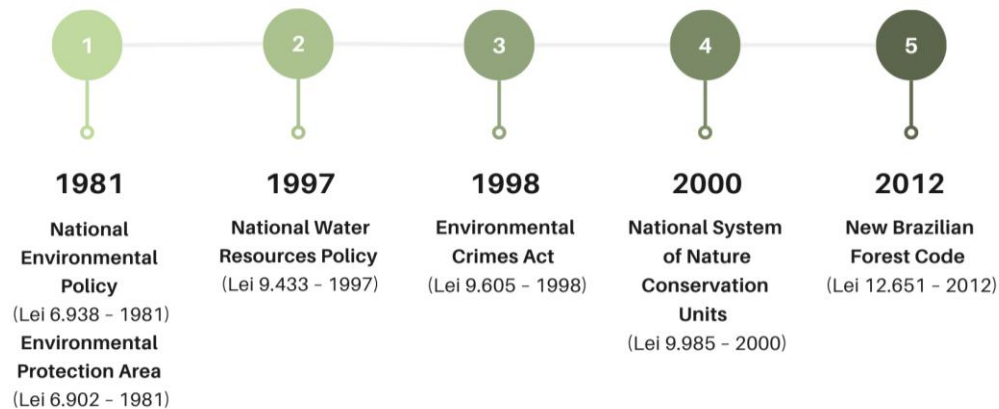 1
2
3
4
5
1981
National
Environmental
Policy
(Lei 6.938 – 1981)
Environmental
Protection Area
(Lei 6.902 – 1981)
1997
National Water
Resources Policy
(Lei 9.433 – 1997)
1998
Environmental
Crimes Act
(Lei 9.605 – 1998)
2000
National System
of Nature
Conservation
Units
(Lei 9.985 – 2000)
2012
New Brazilian
Forest Code
(Lei 12.651 – 2012)